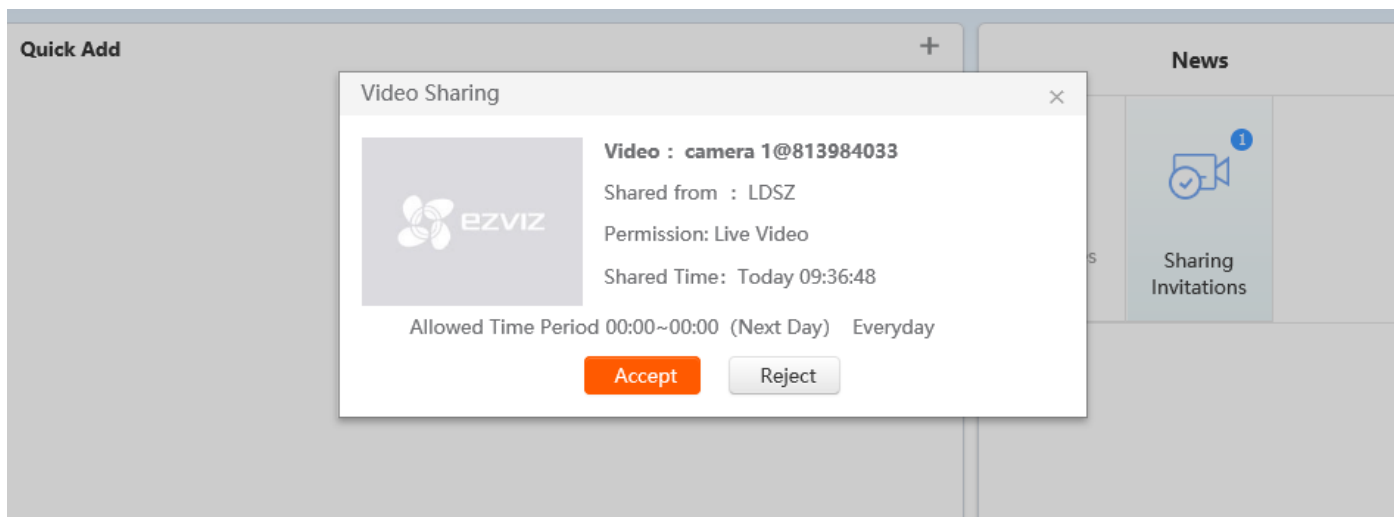 Quick Add
+
News
Video Sharing
×
ezviz
Video : camera 1@813984033
Shared from : LDSZ
Permission: Live Video
Shared Time: Today 09:36:48
Allowed Time Period 00:00~00:00 (Next Day) Everyday
Accept
Reject
1
s
Sharing
Invitations